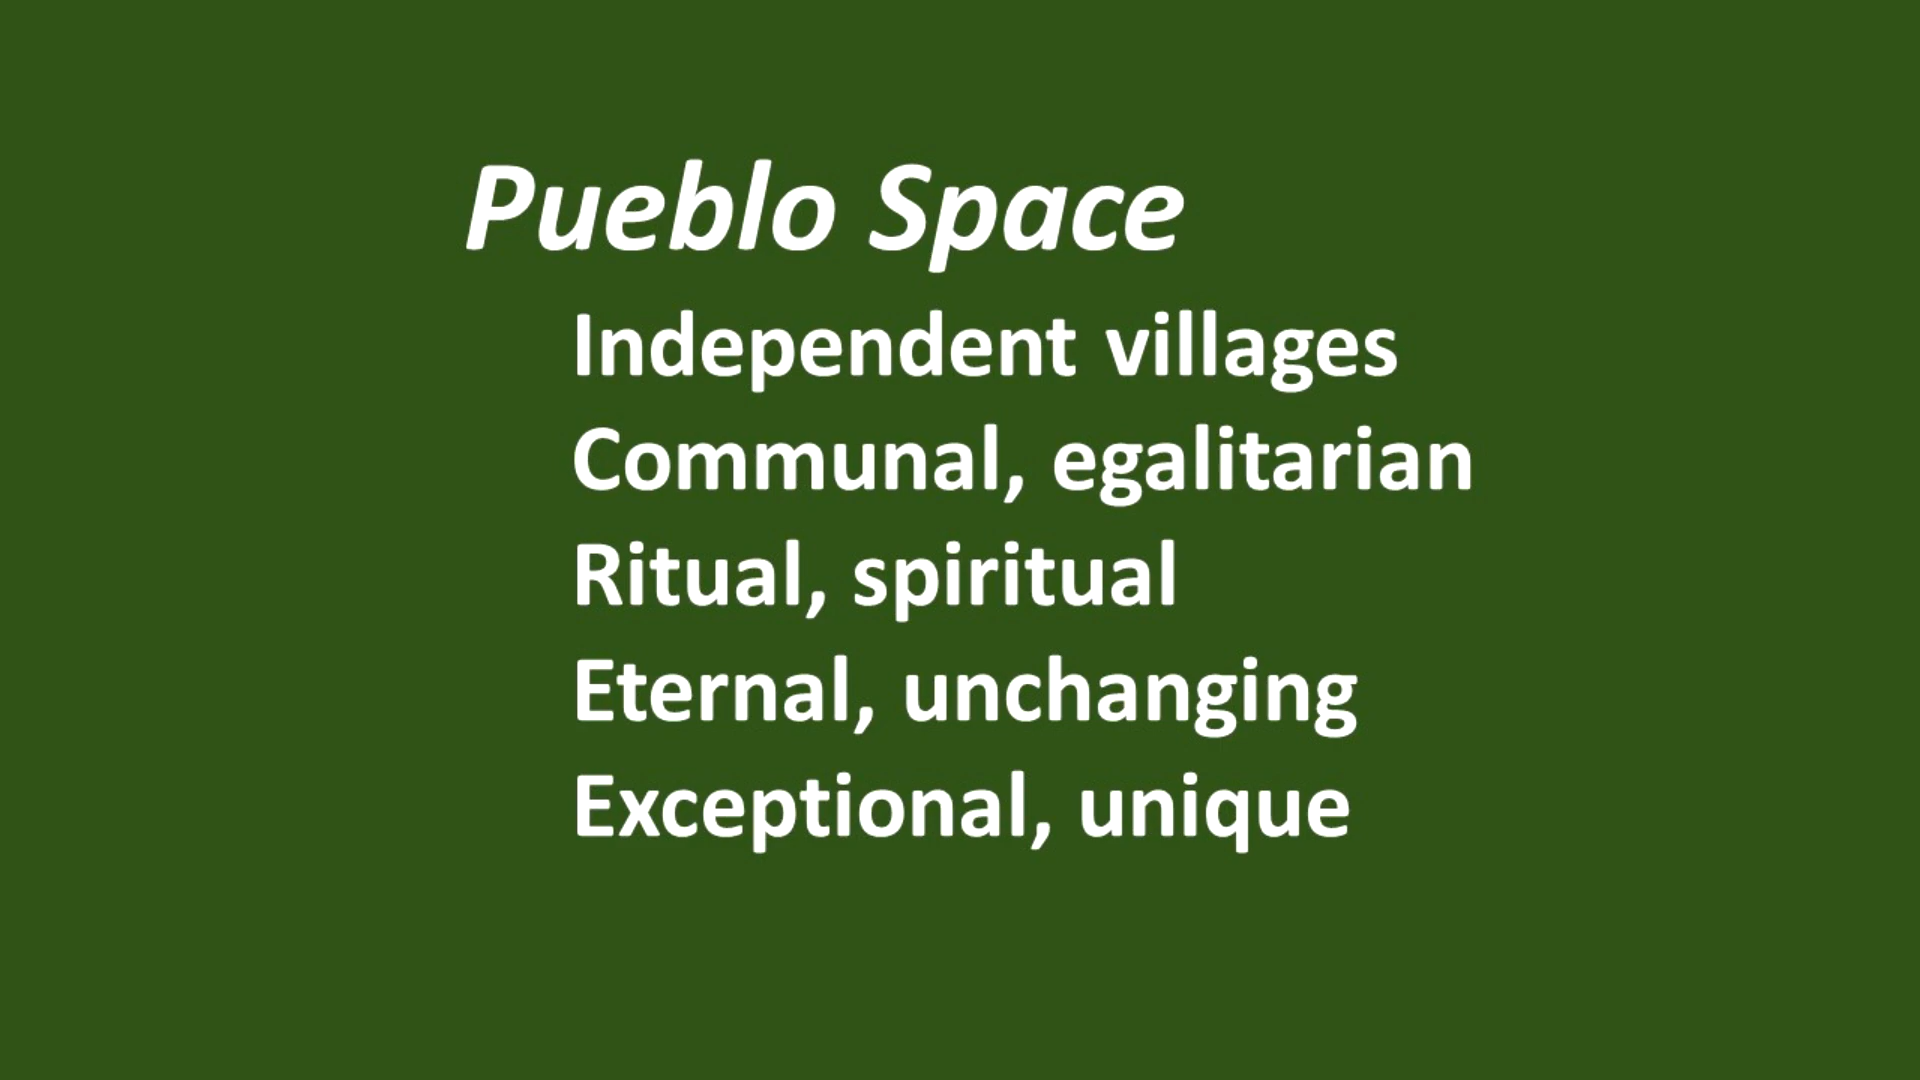 Pueblo Space
Independent villages
Communal, egalitarian
Ritual, spiritual
Eternal, unchanging
Exceptional, unique